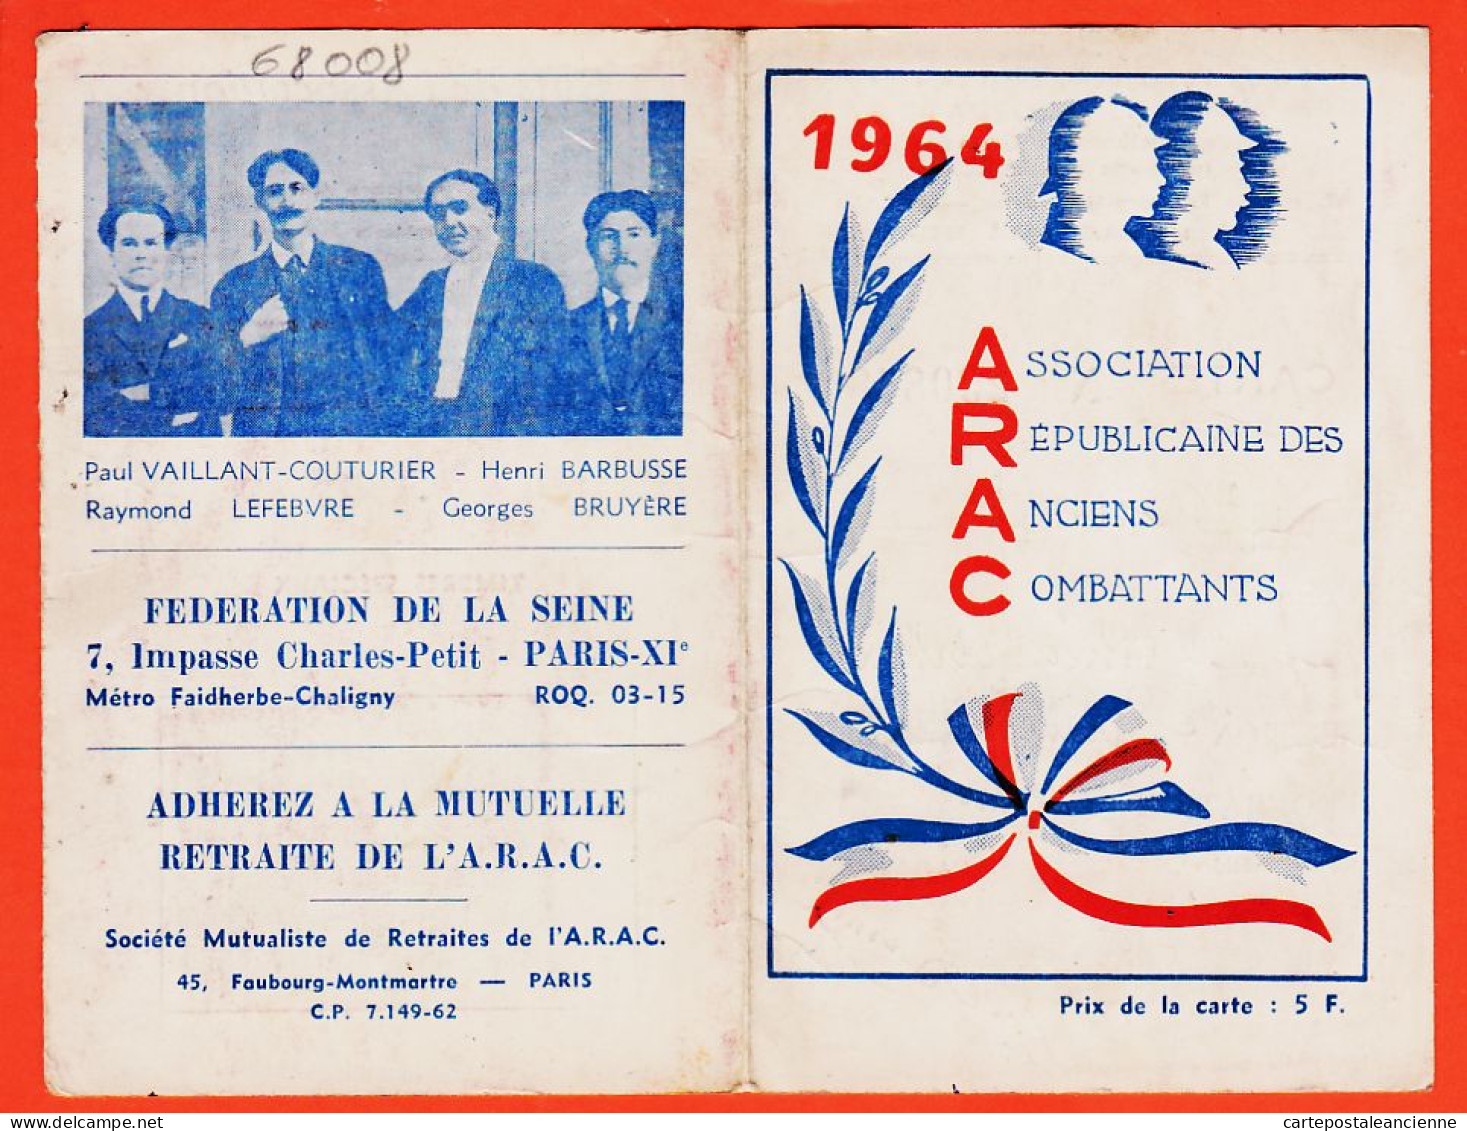 68008
Paul VAILLANT-COUTURIER - Henri BARBUSSE
Raymond LEFEBVRE - Georges BRUYÈRE
FEDERATION DE LA SEINE
7, Impasse Charles-Petit - PARIS-XIe
Métro Faidherbe-Chaligny ROQ. 03-15
ADHEREZ A LA MUTUELLE
RETRAITE DE L'A.R.A.C.
Société Mutualiste de Retraites de l'A.R.A.C.
45, Faubourg-Montmartre — PARIS
C.P. 7.149-62
1964
ASSOCIATION
RÉPUBLICAINE DES
ANCIENS
COMBATTANTS
Prix de la carte : 5 F.
cartepostaleancienne.com